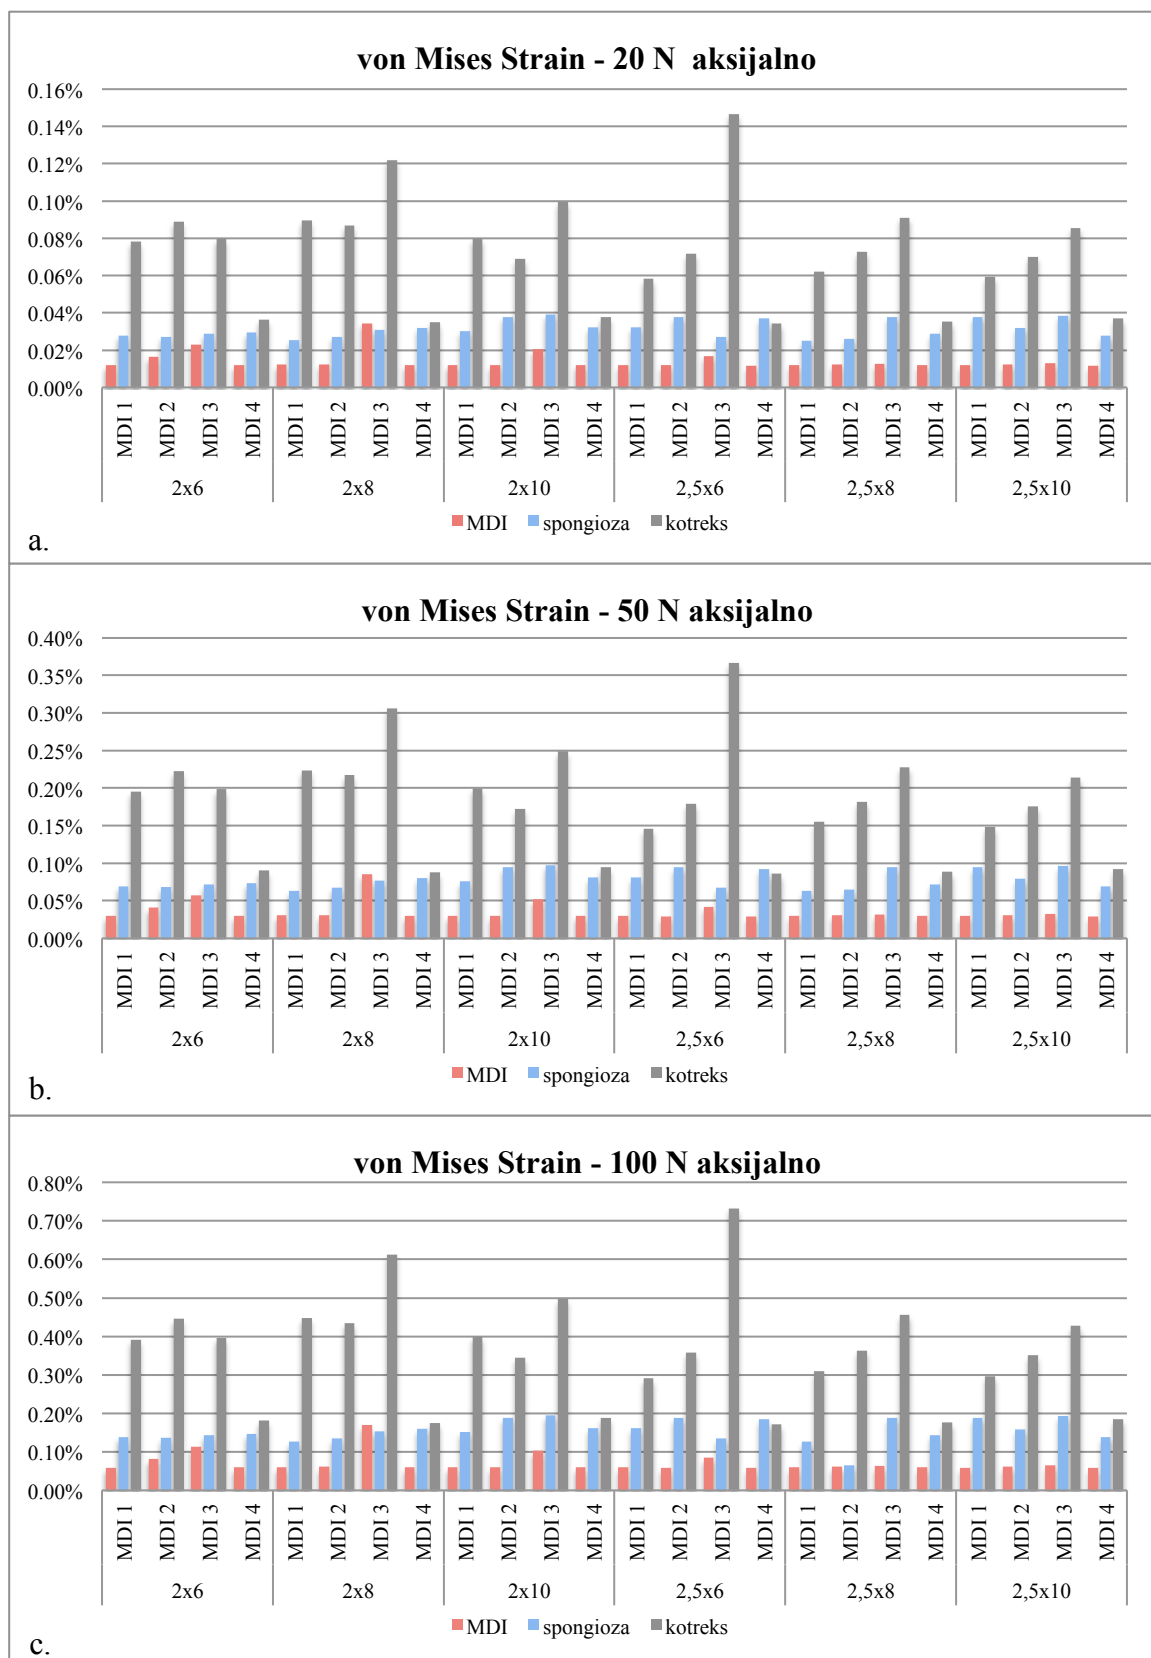 von Mises Strain - 20 N aksijalno
0.16%
0.14%
0.12%
0.10%
0.08%
0.06%
0.04%
0.02%
0.00%
MDI 1 MDI 2 MDI 3 MDI 4 MDI 1 MDI 2 MDI 3 MDI 4 MDI 1 MDI 2 MDI 3 MDI 4 MDI 1 MDI 2 MDI 3 MDI 4 MDI 1 MDI 2 MDI 3 MDI 4 MDI 1 MDI 2 MDI 3 MDI 4
2x6 2x8 2x10 2,5x6 2,5x8 2,5x10
MDI spongioza kotreks
a.
von Mises Strain - 50 N aksijalno
0.40%
0.35%
0.30%
0.25%
0.20%
0.15%
0.10%
0.05%
0.00%
MDI 1 MDI 2 MDI 3 MDI 4 MDI 1 MDI 2 MDI 3 MDI 4 MDI 1 MDI 2 MDI 3 MDI 4 MDI 1 MDI 2 MDI 3 MDI 4 MDI 1 MDI 2 MDI 3 MDI 4 MDI 1 MDI 2 MDI 3 MDI 4
2x6 2x8 2x10 2,5x6 2,5x8 2,5x10
MDI spongioza kotreks
b.
von Mises Strain - 100 N aksijalno
0.80%
0.70%
0.60%
0.50%
0.40%
0.30%
0.20%
0.10%
0.00%
MDI 1 MDI 2 MDI 3 MDI 4 MDI 1 MDI 2 MDI 3 MDI 4 MDI 1 MDI 2 MDI 3 MDI 4 MDI 1 MDI 2 MDI 3 MDI 4 MDI 1 MDI 2 MDI 3 MDI 4 MDI 1 MDI 2 MDI 3 MDI 4
2x6 2x8 2x10 2,5x6 2,5x8 2,5x10
MDI spongioza kotreks
c.